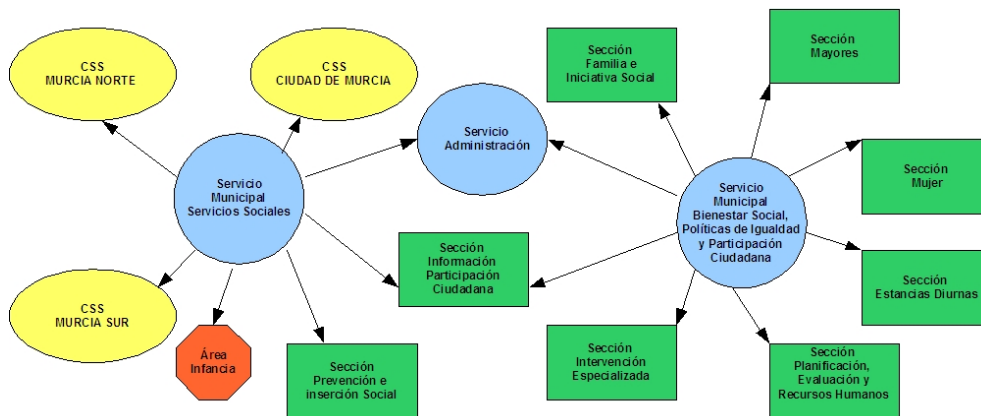 CSS
MURCIA NORTE
CSS
CIUDAD DE MURCIA
Sección
Familia e
Iniciativa Social
Sección
Mayores
Servicio
Administración
Servicio
Municipal
Servicios Sociales
Servicio
Municipal
Bienestar Social,
Políticas de Igualdad
y Participación
Ciudadana
Sección
Mujer
Sección
Información
Participación
Ciudadana
Sección
Estancias Diurnas
CSS
MURCIA SUR
Área
Infancia
Sección
Prevención e
inserción Social
Sección
Intervención
Especializada
Sección
Planificación,
Evaluación y
Recursos Humanos